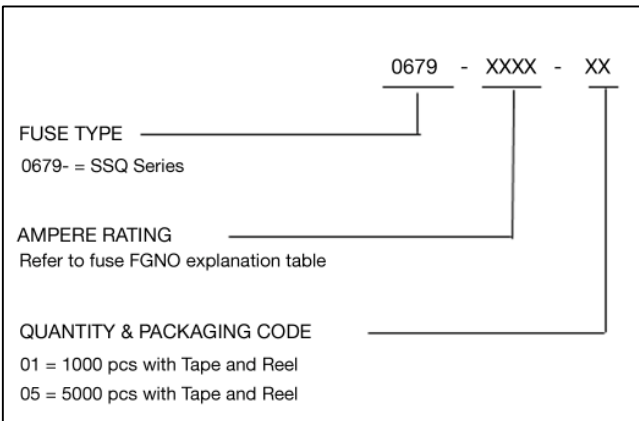 0679 - XXXX - XX
FUSE TYPE
0679- = SSQ Series
AMPERE RATING
Refer to fuse FGNO explanation table
QUANTITY & PACKAGING CODE
01 = 1000 pcs with Tape and Reel
05 = 5000 pcs with Tape and Reel